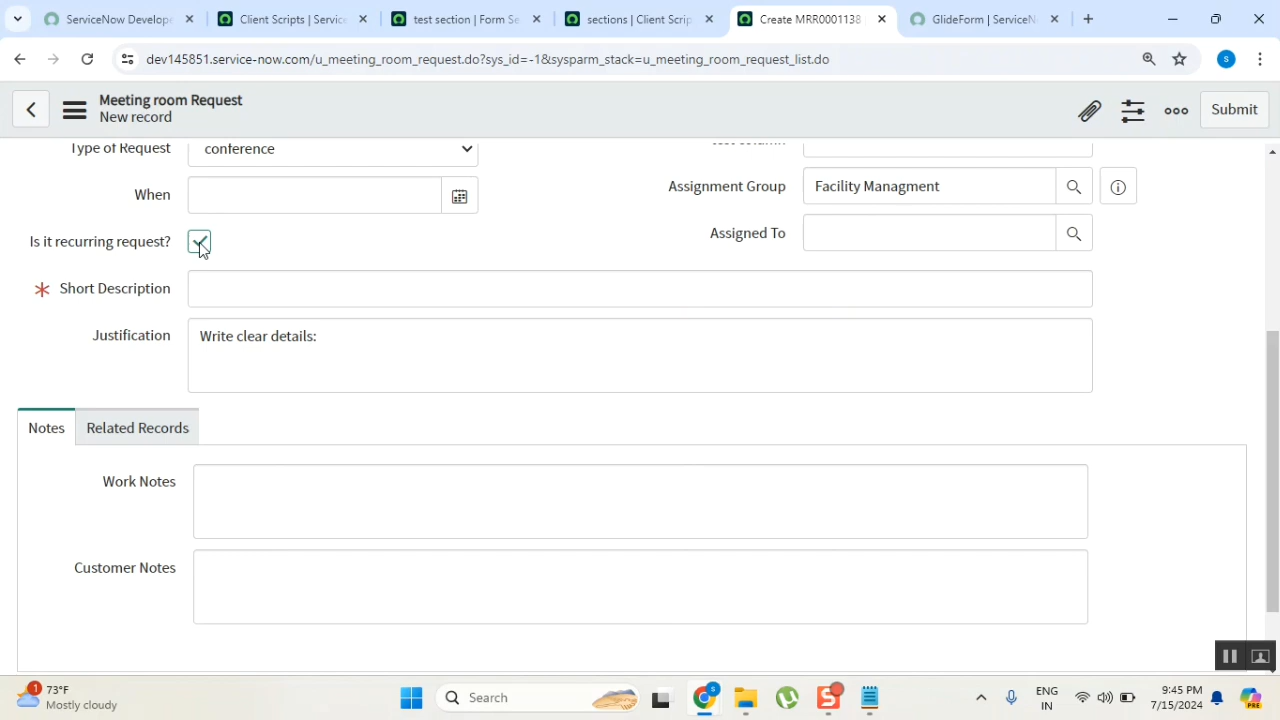 ServiceNow Develope
Client Scripts | Service
test section | Form Se
sections | Client Scrip
Create MRR0001138
GlideForm | ServiceN
dev145851.service-now.com/u_meeting_room_request.do?sys_id=-1&sysparm_stack=u_meeting_room_request_list.do
S
Meeting room Request
New record
Submit
Type of Request
conference
When
Assignment Group
Facility Managment
Is it recurring request?
Assigned To
Short Description
Justification
Write clear details:
Notes
Related Records
Work Notes
Customer Notes
1
73°F
Mostly cloudy
Search
ENG
IN
9:45 PM
7/15/2024
PRE